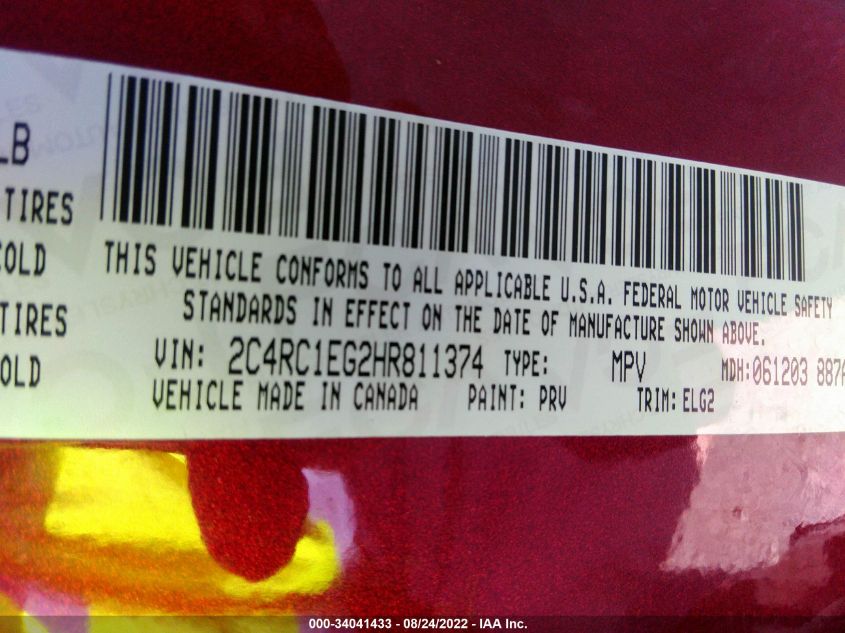 LB
TIRES
COLD
TIRES
OLD
THIS VEHICLE CONFORMS TO ALL APPLICABLE U.S.A. FEDERAL MOTOR VEHICLE SAFETY
STANDARDS IN EFFECT ON THE DATE OF MANUFACTURE SHOWN ABOVE.
VIN: 2C4RC1EG2HR811374 TYPE: MPV MDH:061203 887A
VEHICLE MADE IN CANADA PAINT: PRV TRIM: ELG2
000-34041433 - 08/24/2022 - IAA Inc.